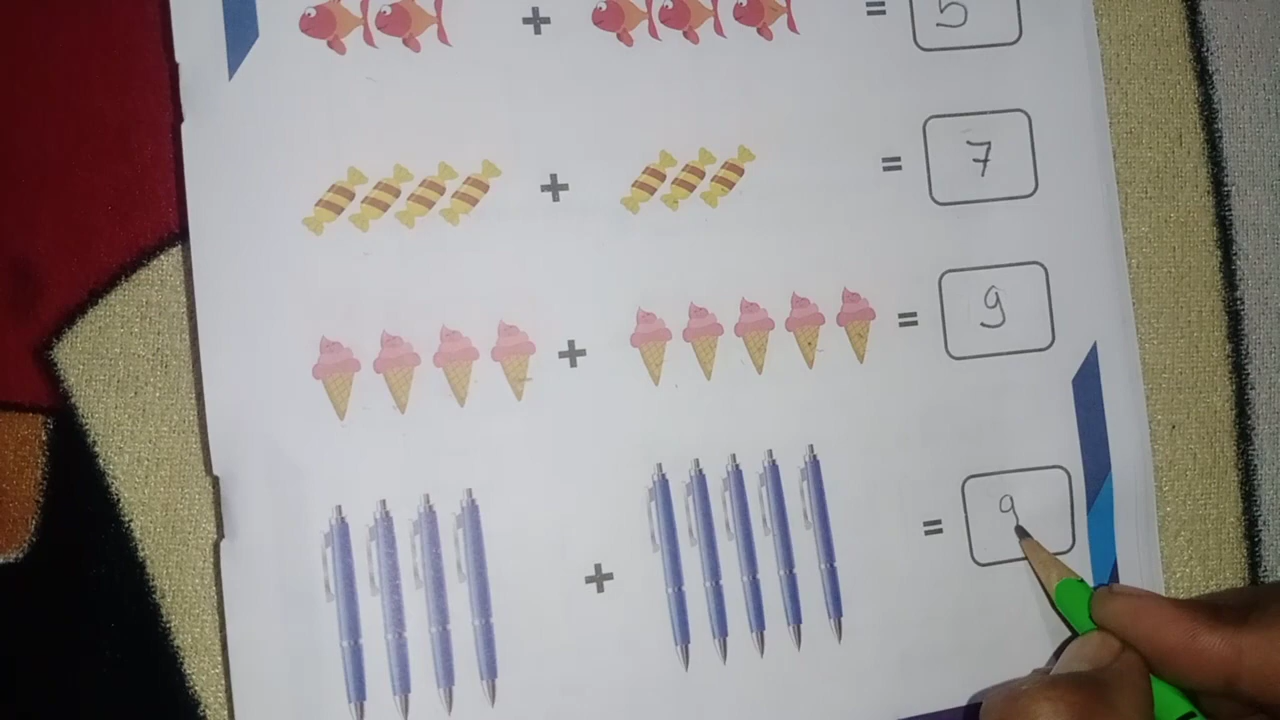 + = 5
+ = 7
+ = 9
+ = 9